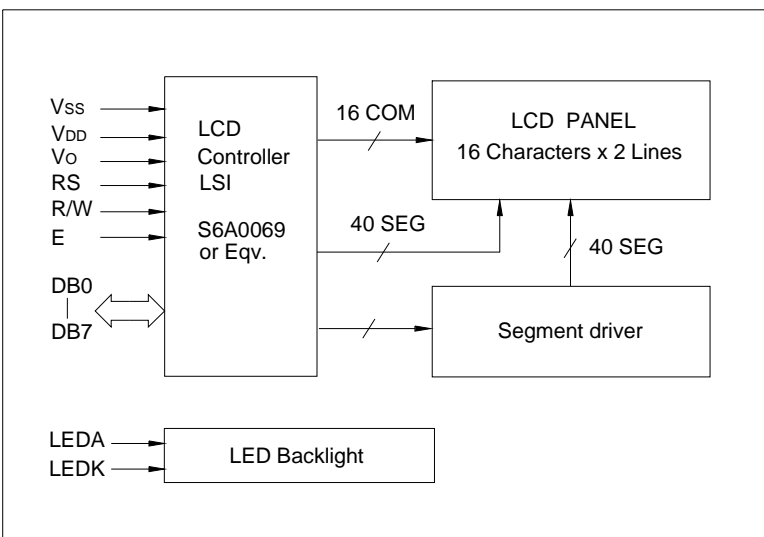 VSS
VDD
VO
RS
R/W
E
DB0
DB7
LCD
Controller
LSI
S6A0069
or Eqv.
16 COM
LCD PANEL
16 Characters x 2 Lines
40 SEG
40 SEG
Segment driver
LEDA
LEDK
LED Backlight